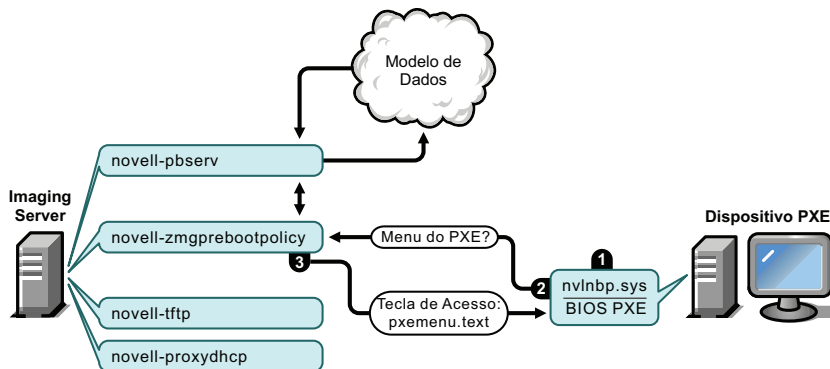 Modelo de
Dados
novell-pbserv
Imaging
Server
Dispositivo PXE
novell-zmgprebootpolicy
Menu do PXE?
1
3
2
nvlnbp.sys
BIOS PXE
Tecla de Acesso:
pxemenu.text
novell-tftp
novell-proxydhcp